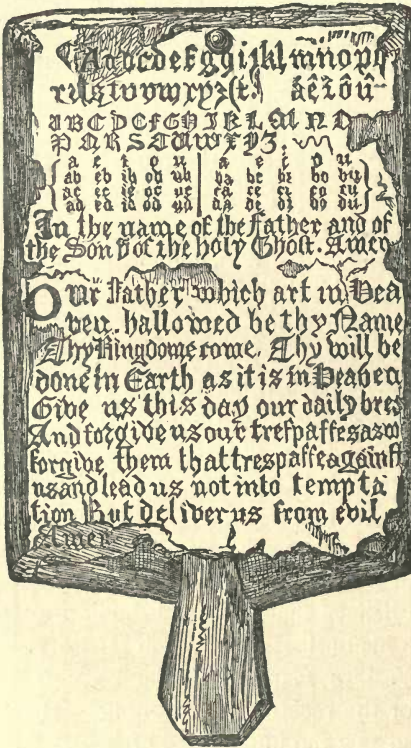 Aabcdefggijklmnopq
rsstuvwxyz&t. áêîôû
ABCDEFGHIKLMNO
PQRSTUWXYZ.
a e i o u | a e i o u
ab eb ib ob ub | ba be bi bo bu
ac ec ic oc uc | ca ce ci co cu
ad ed id od ud | da de di do du
In the name of the Father and of
the Son & of the holy Ghost. Amen
Our Father which art in Hea
ven. hallowed be thy Name
Thy Kingdome come. Thy will be
done in Earth as it is in Heaven
Give us this day our daily brea
And forgive us our treſpaſſes as w
forgive them that trespaſſe againſt
us and lead us not into tempta
tion But deliver us from evil
Amen